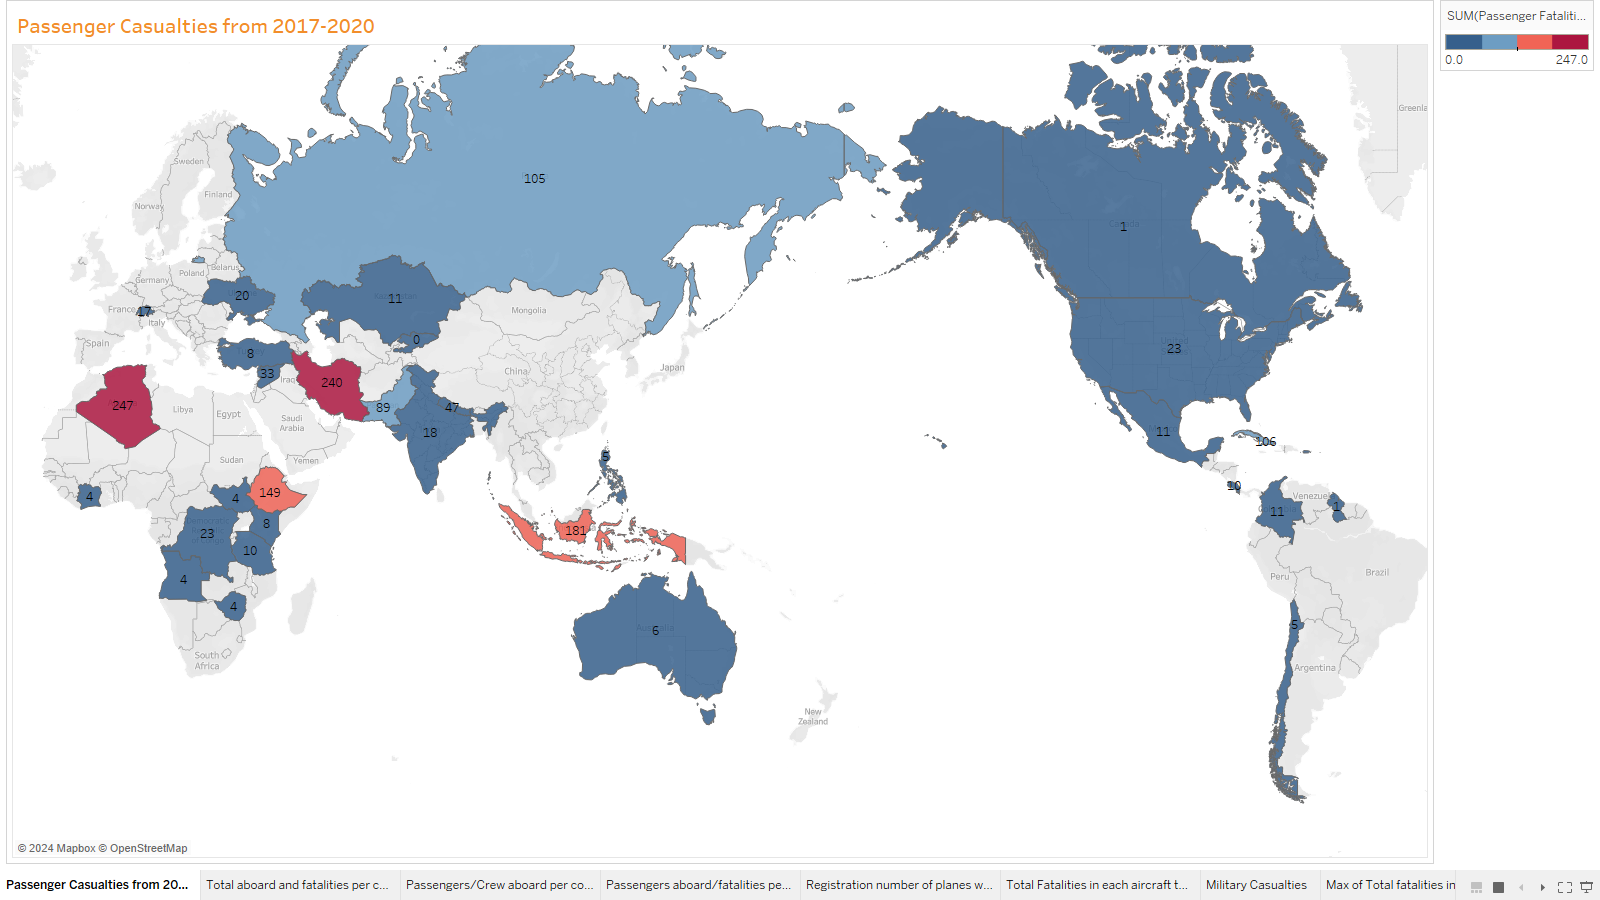 Passenger Casualties from 2017-2020
SUM(Passenger Fataliti...
0.0
247.0
Greenla
Sweden
Finland
Norway
105
1
Belarus
Poland
Germany
20
11
France
17
Italy
Mongolia
Spain
0
8
23
Japan
China
33
Iraq
240
247
89
47
Libya
Egypt
Saudi
Arabia
18
11
106
5
Sudan
Yemen
4
4
149
10
Venezuela
1
11
8
23
181
10
4
Peru
Brazil
4
5
6
South
Africa
Argentina
New
Zealand
© 2024 Mapbox © OpenStreetMap
Passenger Casualties from 20...
Total aboard and fatalities per c...
Passengers/Crew aboard per co...
Passengers aboard/fatalities pe...
Registration number of planes w...
Total Fatalities in each aircraft t...
Military Casualties
Max of Total fatalities in